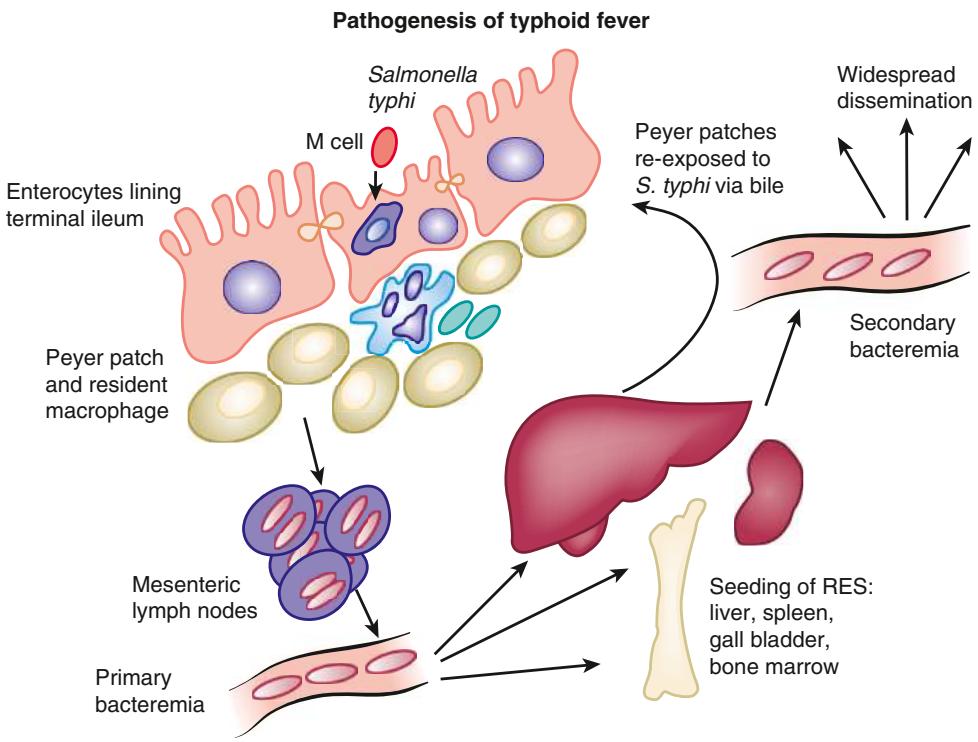 Pathogenesis of typhoid fever
Salmonella
typhi
M cell
Enterocytes lining
terminal ileum
Peyer patches
re-exposed to
S. typhi via bile
Widespread
dissemination
Secondary
bacteremia
Peyer patch
and resident
macrophage
Mesenteric
lymph nodes
Seeding of RES:
liver, spleen,
gall bladder,
bone marrow
Primary
bacteremia